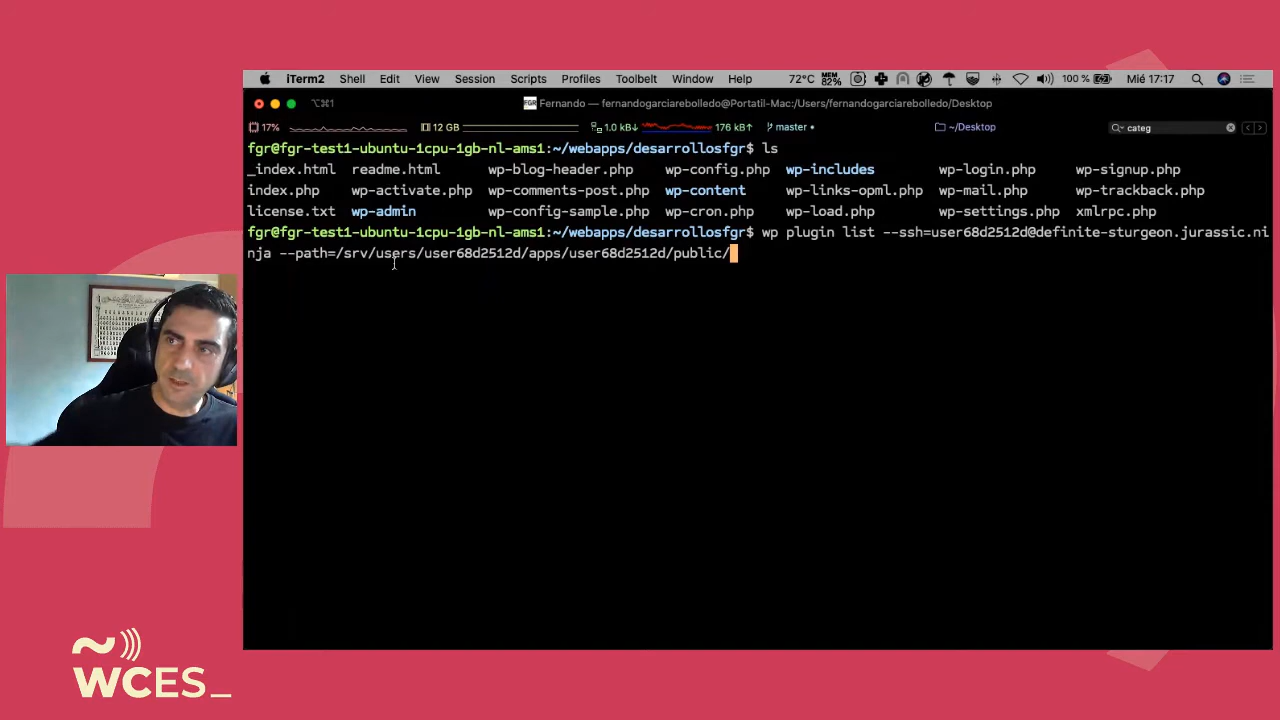 iTerm2 Shell Edit View Session Scripts Profiles Toolbelt Window Help 72°C MEM 82% 100 % Mié 17:17
⌥⌘1 FGR Fernando — fernandogarciarebolledo@Portatil-Mac:/Users/fernandogarciarebolledo/Desktop
17% 12 GB 1.0 kB↓ 176 kB↑ master ~/Desktop categ
fgr@fgr-test1-ubuntu-1cpu-1gb-nl-ams1:~/webapps/desarrollosfgr$ ls
_index.html readme.html wp-blog-header.php wp-config.php wp-includes wp-login.php wp-signup.php
index.php wp-activate.php wp-comments-post.php wp-content wp-links-opml.php wp-mail.php wp-trackback.php
license.txt wp-admin wp-config-sample.php wp-cron.php wp-load.php wp-settings.php xmlrpc.php
fgr@fgr-test1-ubuntu-1cpu-1gb-nl-ams1:~/webapps/desarrollosfgr$ wp plugin list --ssh=user68d2512d@definite-sturgeon.jurassic.ni
nja --path=/srv/users/user68d2512d/apps/user68d2512d/public/
WCES_